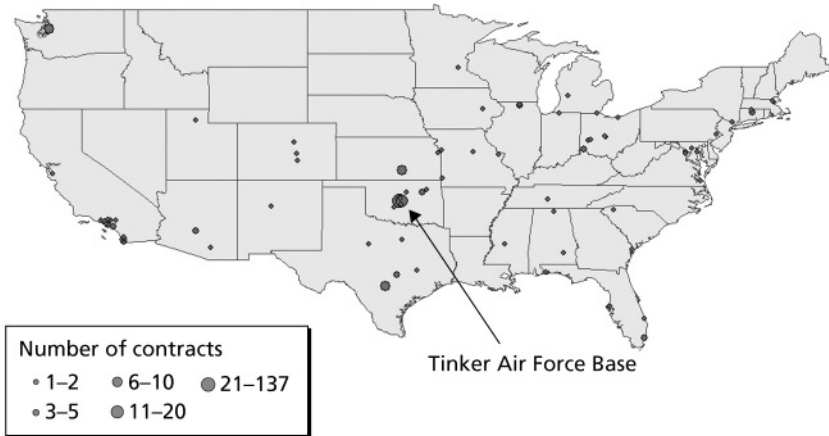 Tinker Air Force Base
Number of contracts
1–2 6–10 21–137
3–5 11–20